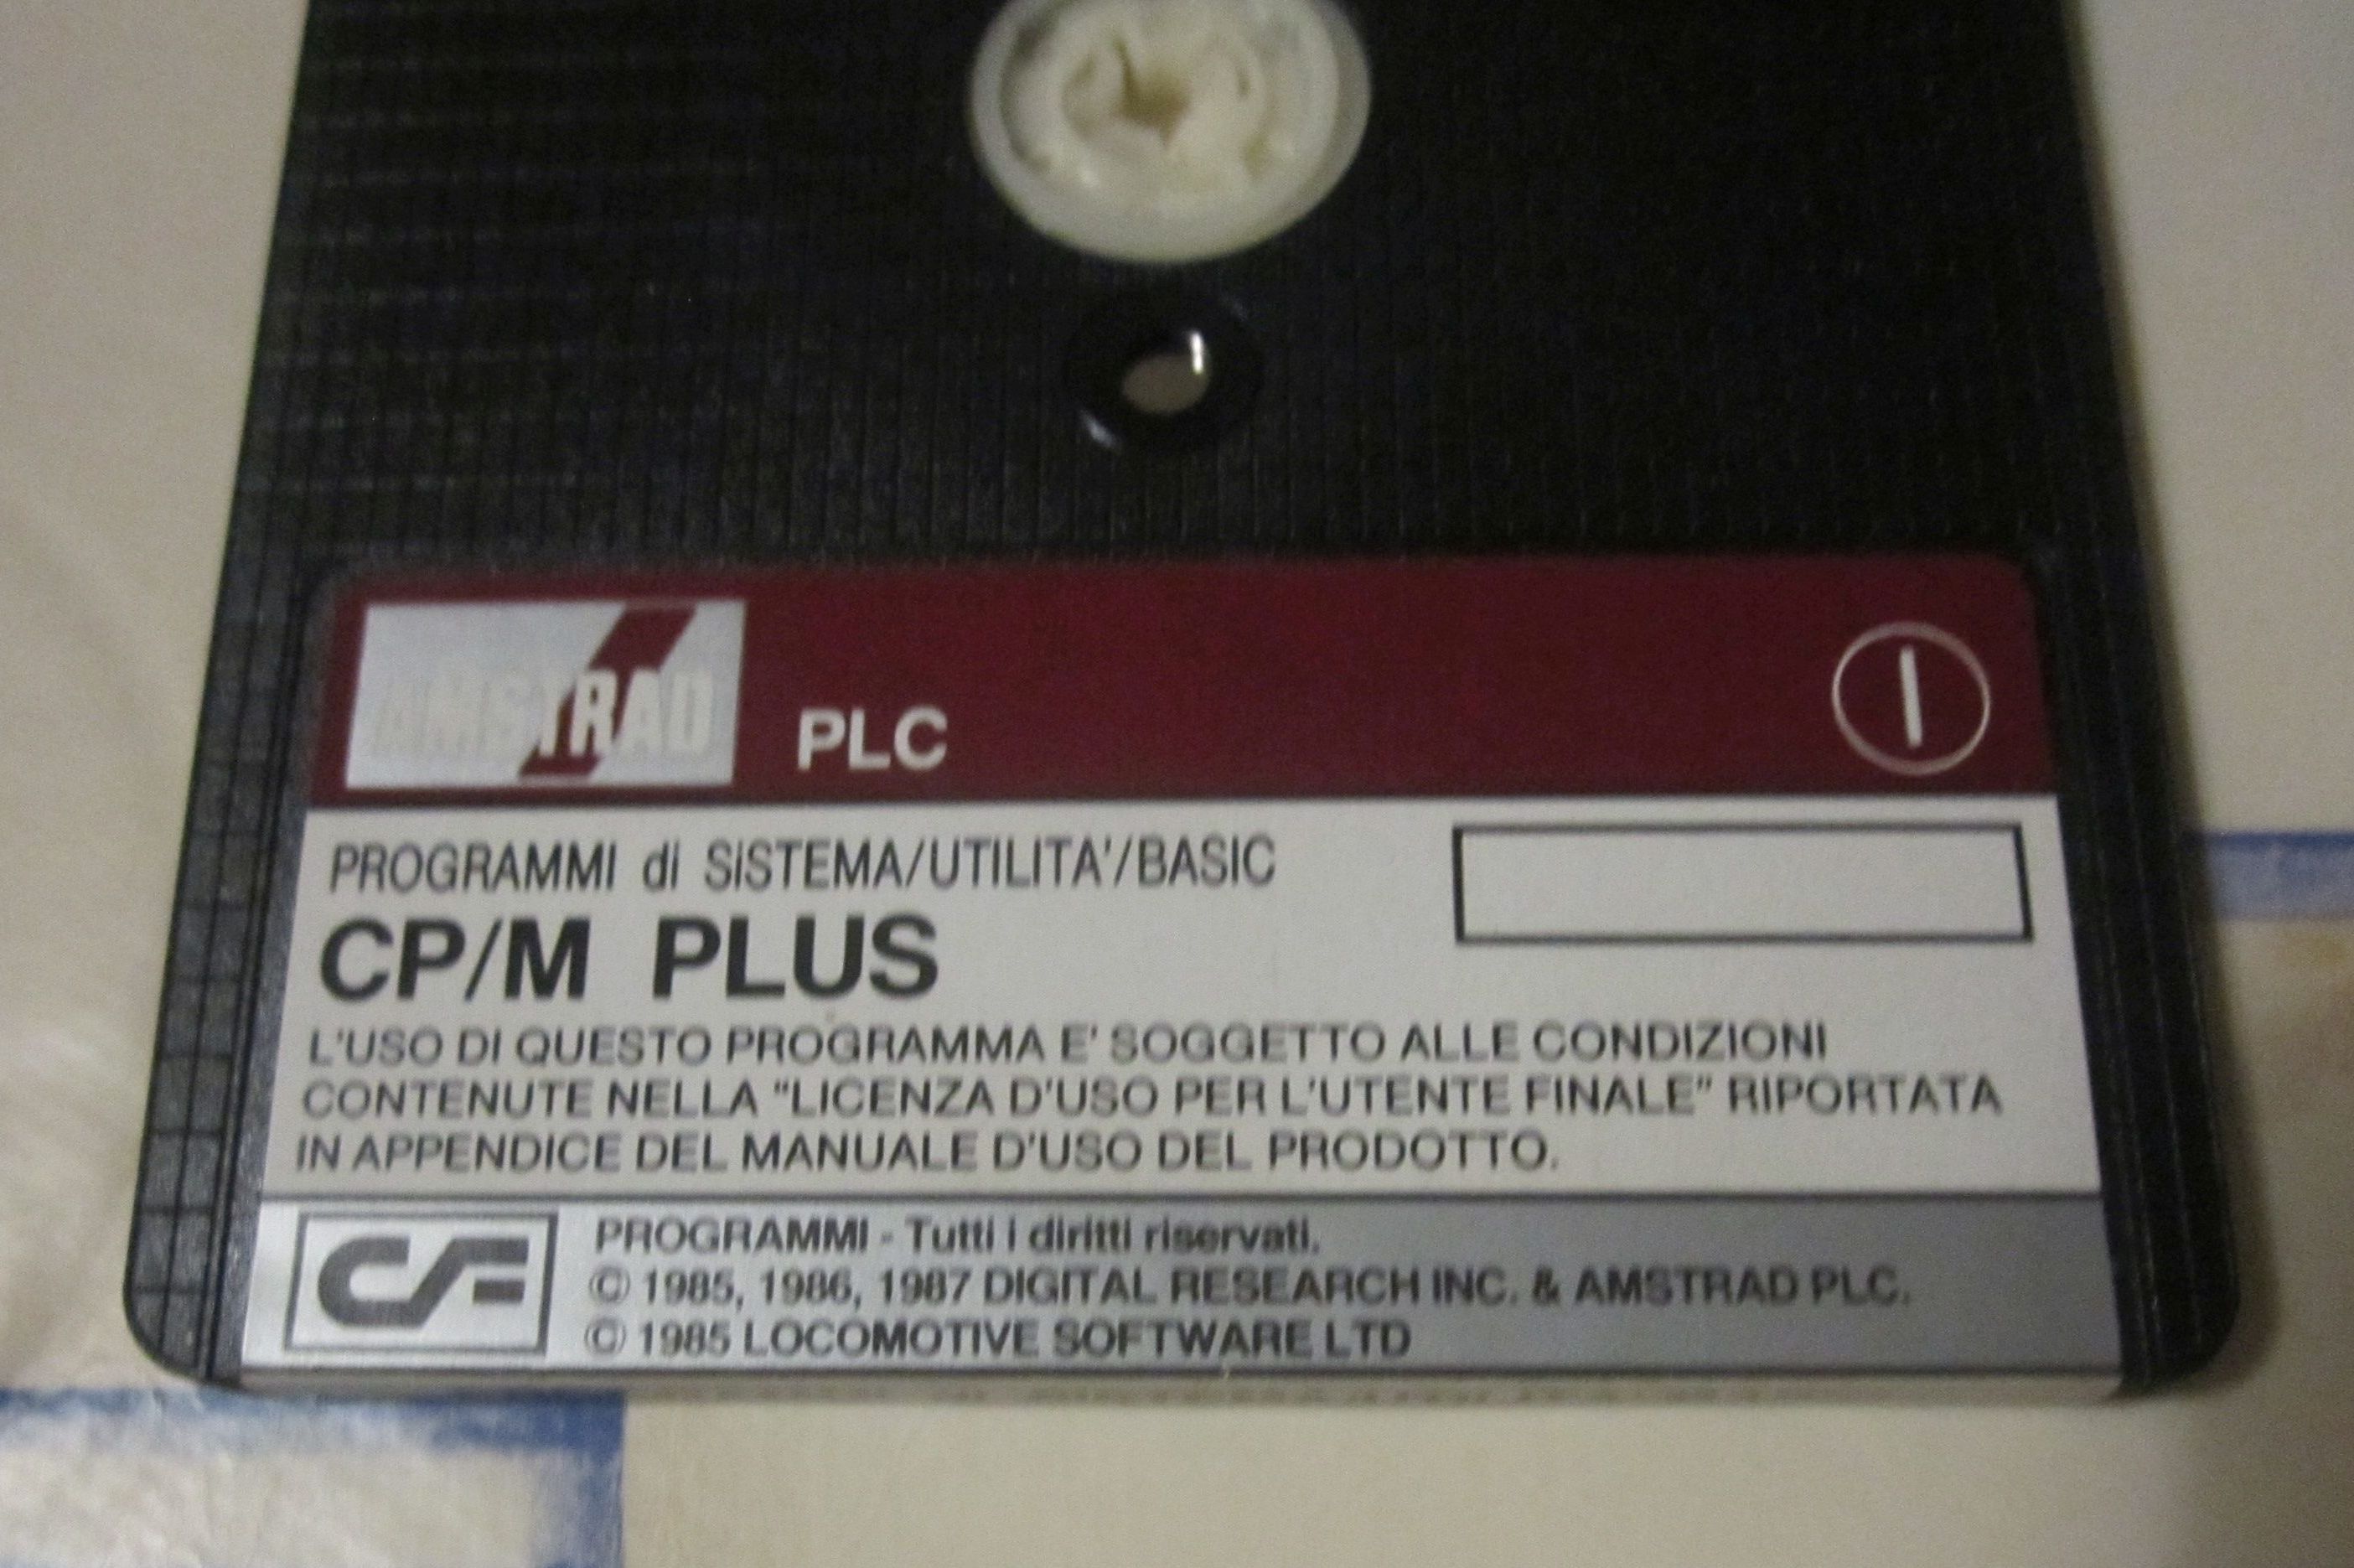 AMSTRAD PLC
1
PROGRAMMI di SiSTEMA/UTILITA'/BASIC
CP/M PLUS
L'USO DI QUESTO PROGRAMMA E' SOGGETTO ALLE CONDIZIONI
CONTENUTE NELLA "LICENZA D'USO PER L'UTENTE FINALE" RIPORTATA
IN APPENDICE DEL MANUALE D'USO DEL PRODOTTO.
CF
PROGRAMMI - Tutti i diritti riservati.
© 1985, 1986, 1987 DIGITAL RESEARCH INC. & AMSTRAD PLC.
© 1985 LOCOMOTIVE SOFTWARE LTD